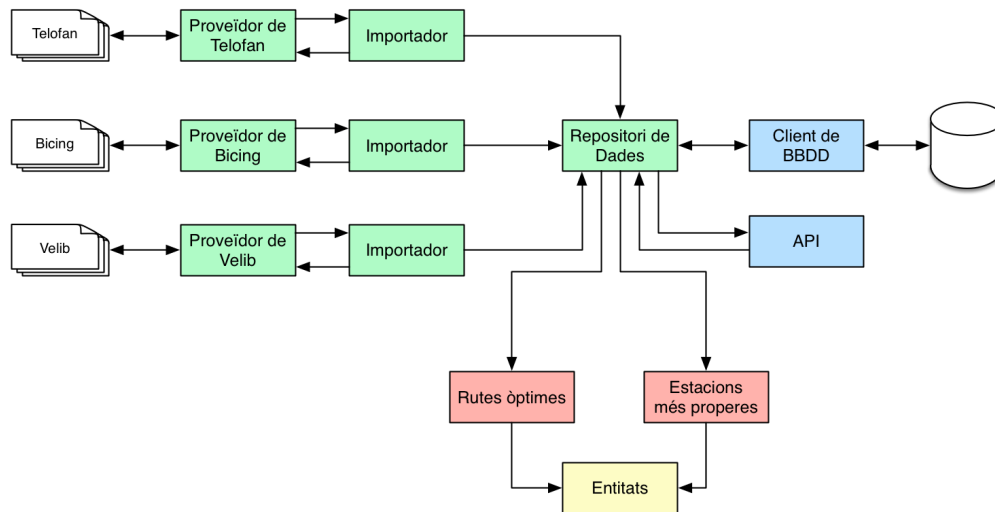 Telofan
Proveïdor de
Telofan
Importador
Bicing
Proveïdor de
Bicing
Importador
Repositori de
Dades
Client de
BBDD
Velib
Proveïdor de
Velib
Importador
API
Rutes òptimes
Estacions
més properes
Entitats